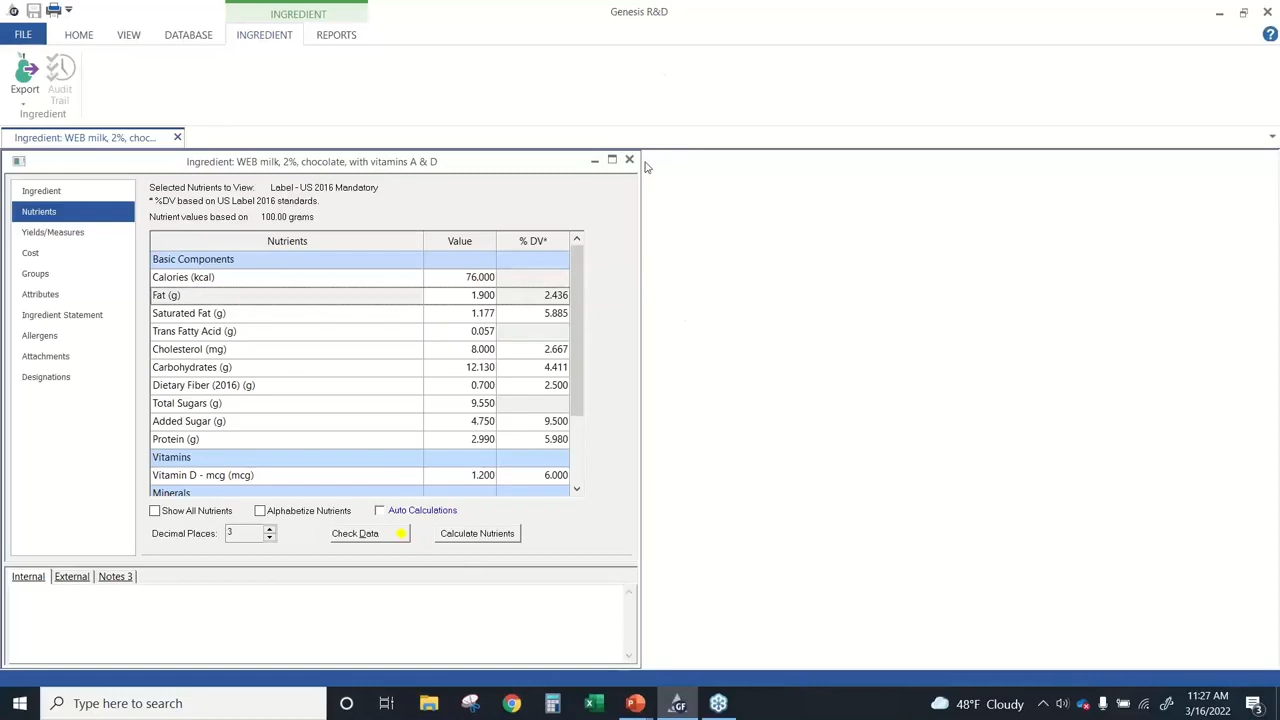 INGREDIENT
Genesis R&D
FILE
HOME
VIEW
DATABASE
INGREDIENT
REPORTS
Export
Audit
Trail
Ingredient
Ingredient: WEB milk, 2%, choc...
Ingredient: WEB milk, 2%, chocolate, with vitamins A & D
Ingredient
Nutrients
Yields/Measures
Cost
Groups
Attributes
Ingredient Statement
Allergens
Attachments
Designations
Selected Nutrients to View: Label - US 2016 Mandatory
* %DV based on US Label 2016 standards.
Nutrient values based on 100.00 grams
Nutrients Value % DV*
Basic Components
Calories (kcal) 76.000
Fat (g) 1.900 2.436
Saturated Fat (g) 1.177 5.885
Trans Fatty Acid (g) 0.057
Cholesterol (mg) 8.000 2.667
Carbohydrates (g) 12.130 4.411
Dietary Fiber (2016) (g) 0.700 2.500
Total Sugars (g) 9.550
Added Sugar (g) 4.750 9.500
Protein (g) 2.990 5.980
Vitamins
Vitamin D - mcg (mcg) 1.200 6.000
Minerals
Show All Nutrients
Alphabetize Nutrients
Auto Calculations
Decimal Places: 3
Check Data
Calculate Nutrients
Internal External Notes 3
Type here to search
GF
48°F Cloudy
11:27 AM
3/16/2022
3